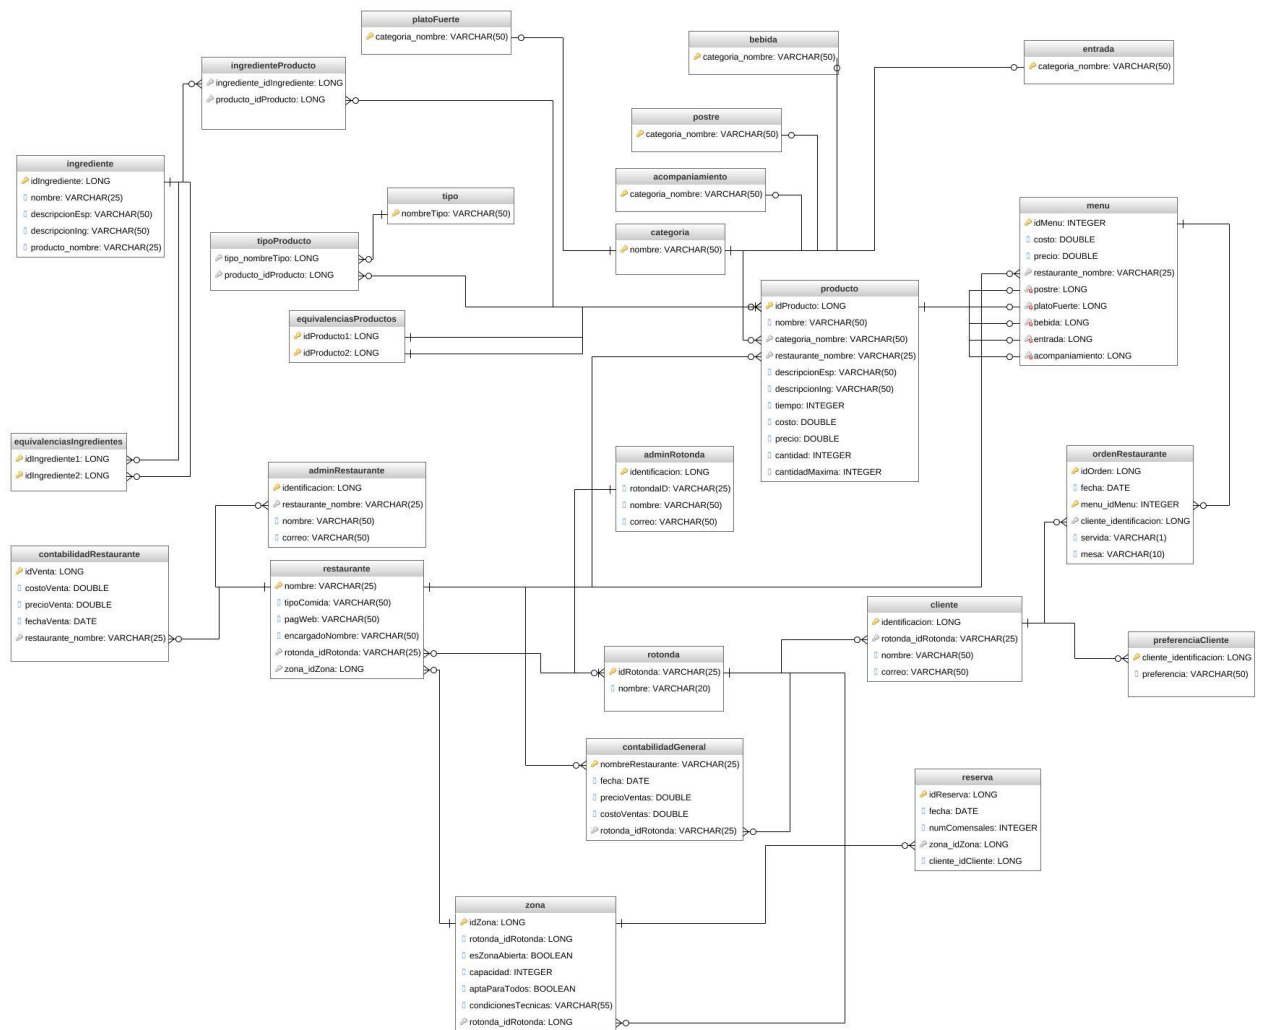 platoFuerte
categoria_nombre: VARCHAR(50)
bebida
categoria_nombre: VARCHAR(50)
entrada
categoria_nombre: VARCHAR(50)
ingredienteProducto
ingrediente_idIngrediente: LONG
producto_idProducto: LONG
postre
categoria_nombre: VARCHAR(50)
ingrediente
idIngrediente: LONG
nombre: VARCHAR(25)
descripcionEsp: VARCHAR(50)
descripcionIng: VARCHAR(50)
producto_nombre: VARCHAR(25)
acompaniamiento
categoria_nombre: VARCHAR(50)
tipo
nombreTipo: VARCHAR(50)
menu
idMenu: INTEGER
costo: DOUBLE
precio: DOUBLE
restaurante_nombre: VARCHAR(25)
postre: LONG
platoFuerte: LONG
bebida: LONG
entrada: LONG
acompaniamiento: LONG
categoria
nombre: VARCHAR(50)
tipoProducto
tipo_nombreTipo: LONG
producto_idProducto: LONG
producto
idProducto: LONG
nombre: VARCHAR(50)
categoria_nombre: VARCHAR(50)
restaurante_nombre: VARCHAR(25)
descripcionEsp: VARCHAR(50)
descripcionIng: VARCHAR(50)
tiempo: INTEGER
costo: DOUBLE
precio: DOUBLE
cantidad: INTEGER
cantidadMaxima: INTEGER
equivalenciasProductos
idProducto1: LONG
idProducto2: LONG
equivalenciasIngredientes
idIngrediente1: LONG
idIngrediente2: LONG
adminRestaurante
identificacion: LONG
restaurante_nombre: VARCHAR(25)
nombre: VARCHAR(50)
correo: VARCHAR(50)
adminRotonda
identificacion: LONG
rotondaID: VARCHAR(25)
nombre: VARCHAR(50)
correo: VARCHAR(50)
ordenRestaurante
idOrden: LONG
fecha: DATE
menu_idMenu: INTEGER
cliente_identificacion: LONG
servida: VARCHAR(1)
mesa: VARCHAR(10)
contabilidadRestaurante
idVenta: LONG
costoVenta: DOUBLE
precioVenta: DOUBLE
fechaVenta: DATE
restaurante_nombre: VARCHAR(25)
restaurante
nombre: VARCHAR(25)
tipoComida: VARCHAR(50)
pagWeb: VARCHAR(50)
encargadoNombre: VARCHAR(50)
rotonda_idRotonda: VARCHAR(25)
zona_idZona: LONG
cliente
identificacion: LONG
rotonda_idRotonda: VARCHAR(25)
nombre: VARCHAR(50)
correo: VARCHAR(50)
preferenciaCliente
cliente_identificacion: LONG
preferencia: VARCHAR(50)
rotonda
idRotonda: VARCHAR(25)
nombre: VARCHAR(20)
contabilidadGeneral
nombreRestaurante: VARCHAR(25)
fecha: DATE
precioVentas: DOUBLE
costoVentas: DOUBLE
rotonda_idRotonda: VARCHAR(25)
reserva
idReserva: LONG
fecha: DATE
numComensales: INTEGER
zona_idZona: LONG
cliente_idCliente: LONG
zona
idZona: LONG
rotonda_idRotonda: LONG
esZonaAbierta: BOOLEAN
capacidad: INTEGER
aptaParaTodos: BOOLEAN
condicionesTecnicas: VARCHAR(55)
rotonda_idRotonda: LONG